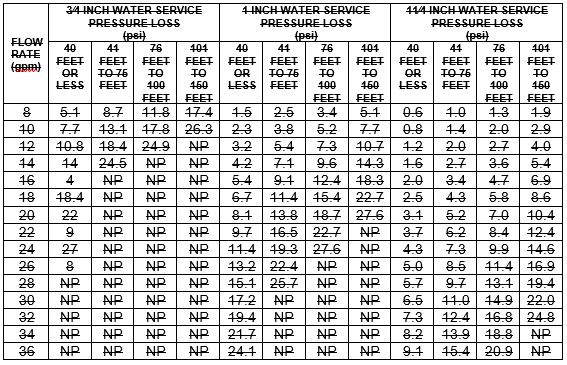 3⁄4 INCH WATER SERVICE 1 INCH WATER SERVICE 11⁄4 INCH WATER SERVICE
PRESSURE LOSS PRESSURE LOSS PRESSURE LOSS
(psi) (psi) (psi)
FLOW
RATE
(gpm)
40 41 76 101 40 41 76 101 40 41 76 101
FEET FEET FEET FEET FEET FEET FEET FEET FEET FEET FEET FEET
OR TO 75 TO TO OR TO 75 TO TO OR TO 75 TO TO
LESS FEET 100 150 LESS FEET 100 150 LESS FEET 100 150
FEET FEET FEET FEET FEET FEET
8 5.1 8.7 11.8 17.4 1.5 2.5 3.4 5.1 0.6 1.0 1.3 1.9
10 7.7 13.1 17.8 26.3 2.3 3.8 5.2 7.7 0.8 1.4 2.0 2.9
12 10.8 18.4 24.9 NP 3.2 5.4 7.3 10.7 1.2 2.0 2.7 4.0
14 14 24.5 NP NP 4.2 7.1 9.6 14.3 1.6 2.7 3.6 5.4
16 4 NP NP NP 5.4 9.1 12.4 18.3 2.0 3.4 4.7 6.9
18 18.4 NP NP NP 6.7 11.4 15.4 22.7 2.5 4.3 5.8 8.6
20 22 NP NP NP 8.1 13.8 18.7 27.6 3.1 5.2 7.0 10.4
22 9 NP NP NP 9.7 16.5 22.7 NP 3.7 6.2 8.4 12.4
24 27 NP NP NP 11.4 19.3 27.6 NP 4.3 7.3 9.9 14.6
26 8 NP NP NP 13.2 22.4 NP NP 5.0 8.5 11.4 16.9
28 NP NP NP NP 15.1 25.7 NP NP 5.7 9.7 13.1 19.4
30 NP NP NP NP 17.2 NP NP NP 6.5 11.0 14.9 22.0
32 NP NP NP NP 19.4 NP NP NP 7.3 12.4 16.8 24.8
34 NP NP NP NP 21.7 NP NP NP 8.2 13.9 18.8 NP
36 NP NP NP NP 24.1 NP NP NP 9.1 15.4 20.9 NP